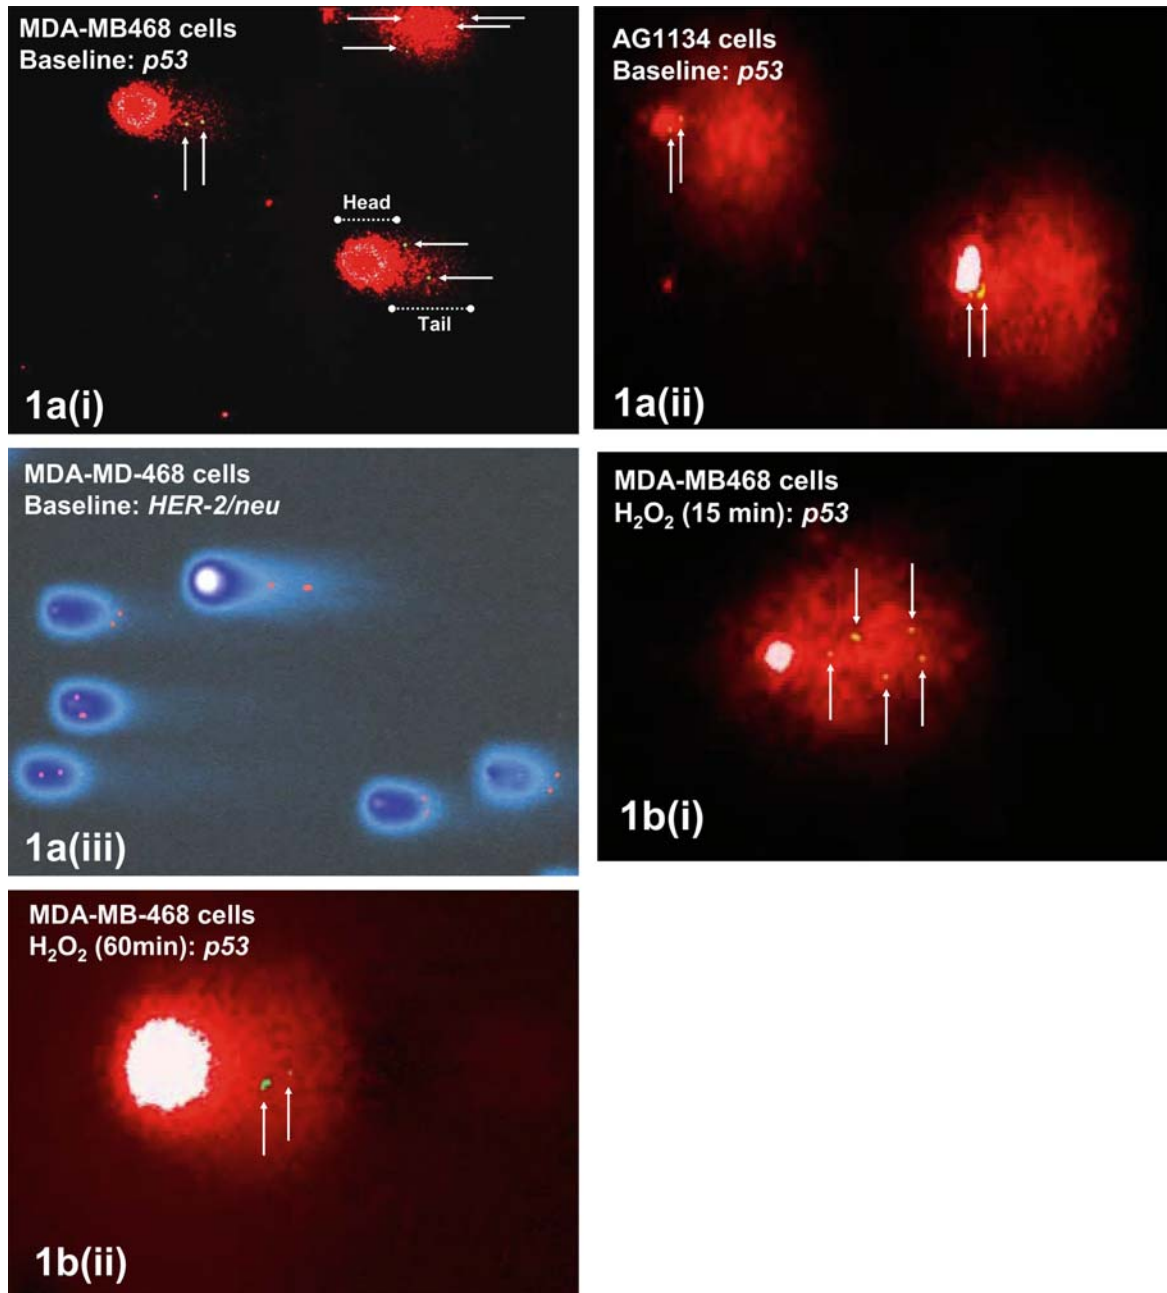 MDA-MB468 cells
Baseline: p53
Head
Tail
1a(i)
AG1134 cells
Baseline: p53
1a(ii)
MDA-MD-468 cells
Baseline: HER-2/neu
1a(iii)
MDA-MB468 cells
H₂O₂ (15 min): p53
1b(i)
MDA-MB-468 cells
H₂O₂ (60min): p53
1b(ii)